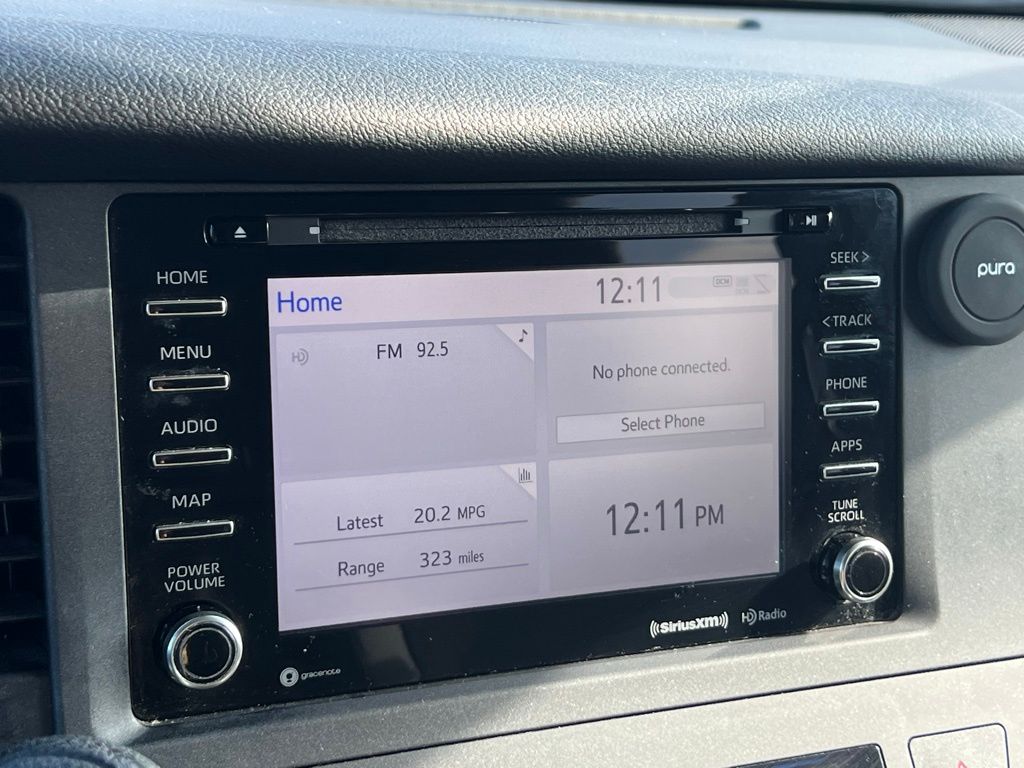 HOME
MENU
AUDIO
MAP
POWER
VOLUME
Home
12:11
DCM
HD
FM 92.5
No phone connected.
Select Phone
Latest 20.2 MPG
Range 323 miles
12:11 PM
SEEK >
< TRACK
PHONE
APPS
TUNE
SCROLL
gracenote
SiriusXM
HD Radio
pura